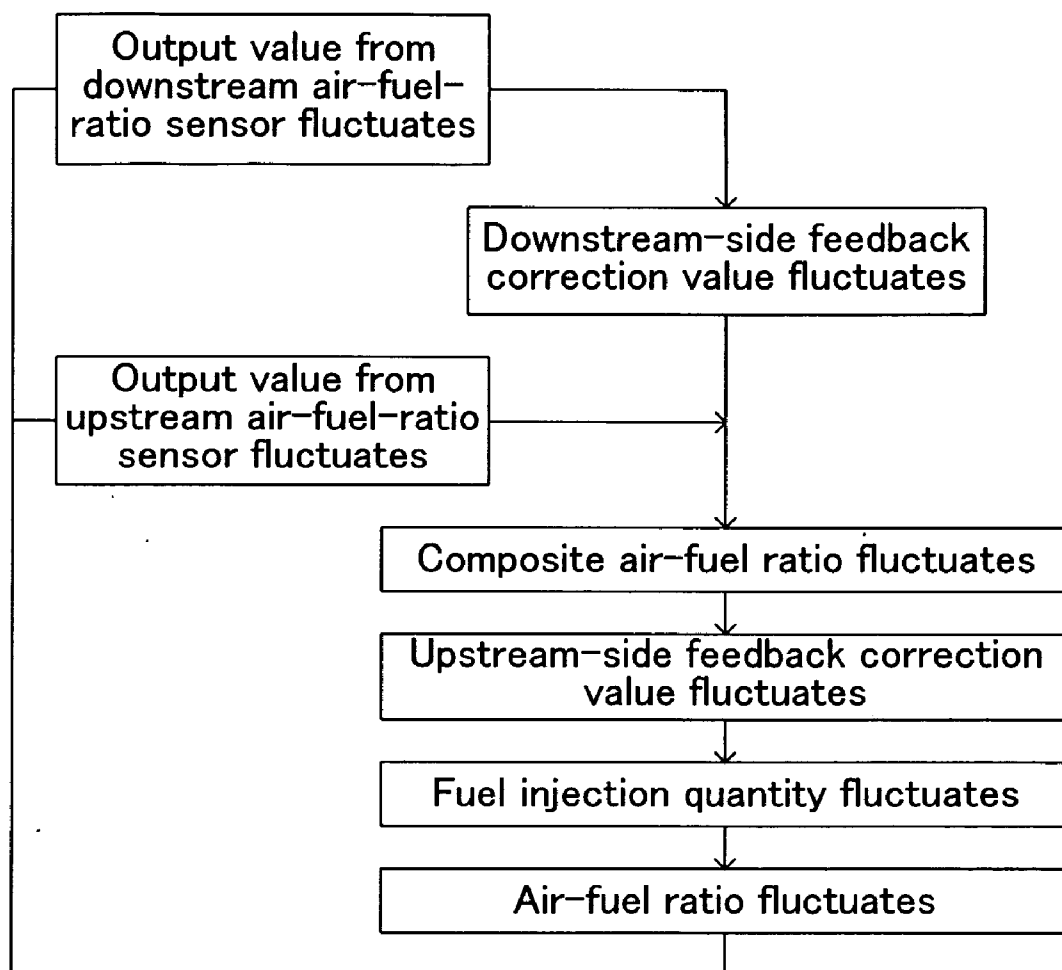 Output value from
downstream air-fuel-
ratio sensor fluctuates
Downstream-side feedback
correction value fluctuates
Output value from
upstream air-fuel-ratio
sensor fluctuates
Composite air-fuel ratio fluctuates
Upstream-side feedback correction
value fluctuates
Fuel injection quantity fluctuates
Air-fuel ratio fluctuates